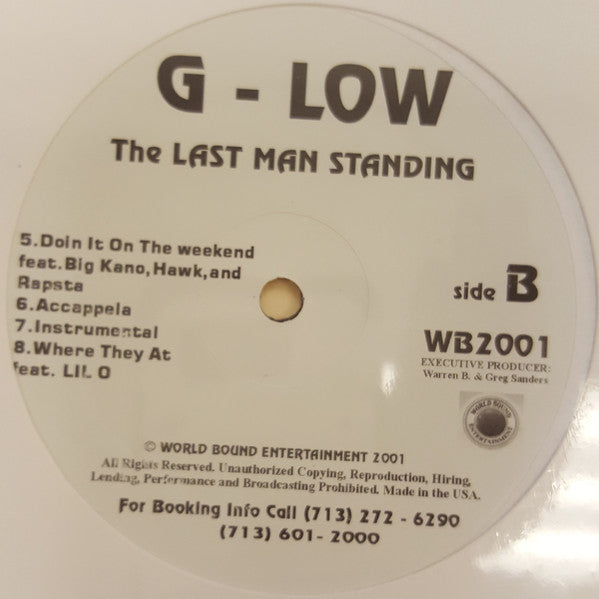 G - LOW
The LAST MAN STANDING
5.Doin It On The weekend
feat.Big Kano,Hawk,and
Rapsta
6.Accappela
7.Instrumental
8.Where They At
feat. LIL O
side B
WB2001
EXECUTIVE PRODUCER:
Warren B. & Greg Sanders
WORLD BOUND
ENTERTAINMENT
© WORLD BOUND ENTERTAINMENT 2001
All Rights Reserved. Unauthorized Copying, Reproduction, Hiring,
Lending, Performance and Broadcasting Prohibited. Made in the USA.
For Booking Info Call (713) 272 - 6290
(713) 601- 2000